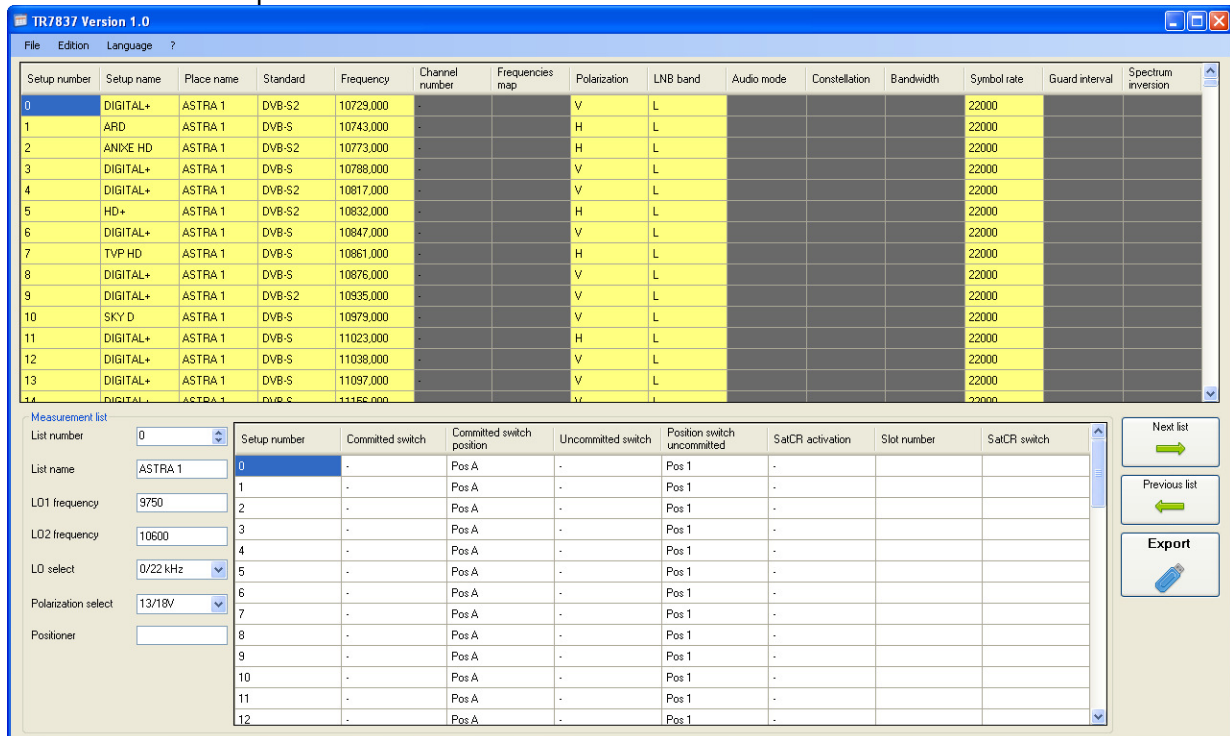 TR7837 Version 1.0
File Edition Language ?
Setup number Setup name Place name Standard Frequency Channel number Frequencies map Polarization LNB band Audio mode Constellation Bandwidth Symbol rate Guard interval Spectrum inversion
0 DIGITAL+ ASTRA 1 DVB-S2 10729,000 - V L 22000
1 ARD ASTRA 1 DVB-S 10743,000 - H L 22000
2 ANIXE HD ASTRA 1 DVB-S2 10773,000 - H L 22000
3 DIGITAL+ ASTRA 1 DVB-S 10788,000 - V L 22000
4 DIGITAL+ ASTRA 1 DVB-S2 10817,000 - V L 22000
5 HD+ ASTRA 1 DVB-S2 10832,000 - H L 22000
6 DIGITAL+ ASTRA 1 DVB-S 10847,000 - V L 22000
7 TVP HD ASTRA 1 DVB-S 10861,000 - H L 22000
8 DIGITAL+ ASTRA 1 DVB-S 10876,000 - V L 22000
9 DIGITAL+ ASTRA 1 DVB-S2 10935,000 - V L 22000
10 SKY D ASTRA 1 DVB-S 10979,000 - V L 22000
11 DIGITAL+ ASTRA 1 DVB-S 11023,000 - H L 22000
12 DIGITAL+ ASTRA 1 DVB-S 11038,000 - V L 22000
13 DIGITAL+ ASTRA 1 DVB-S 11097,000 - V L 22000
14 DIGITAL+ ASTRA 1 DVB-S 11156,000 V L 22000
Measurement list
List number 0
List name ASTRA 1
LO1 frequency 9750
LO2 frequency 10600
LO select 0/22 kHz
Polarization select 13/18V
Positioner
Setup number Committed switch Committed switch position Uncommitted switch Position switch uncommitted SatCR activation Slot number SatCR switch
0 - Pos A - Pos 1 -
1 - Pos A - Pos 1 -
2 - Pos A - Pos 1 -
3 - Pos A - Pos 1 -
4 - Pos A - Pos 1 -
5 - Pos A - Pos 1 -
6 - Pos A - Pos 1 -
7 - Pos A - Pos 1 -
8 - Pos A - Pos 1 -
9 - Pos A - Pos 1 -
10 - Pos A - Pos 1 -
11 - Pos A - Pos 1 -
12 - Pos A - Pos 1 -
Next list
Previous list
Export